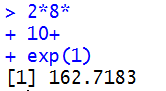 > 2*8*
+ 10+
+ exp(1)
[1] 162.7183